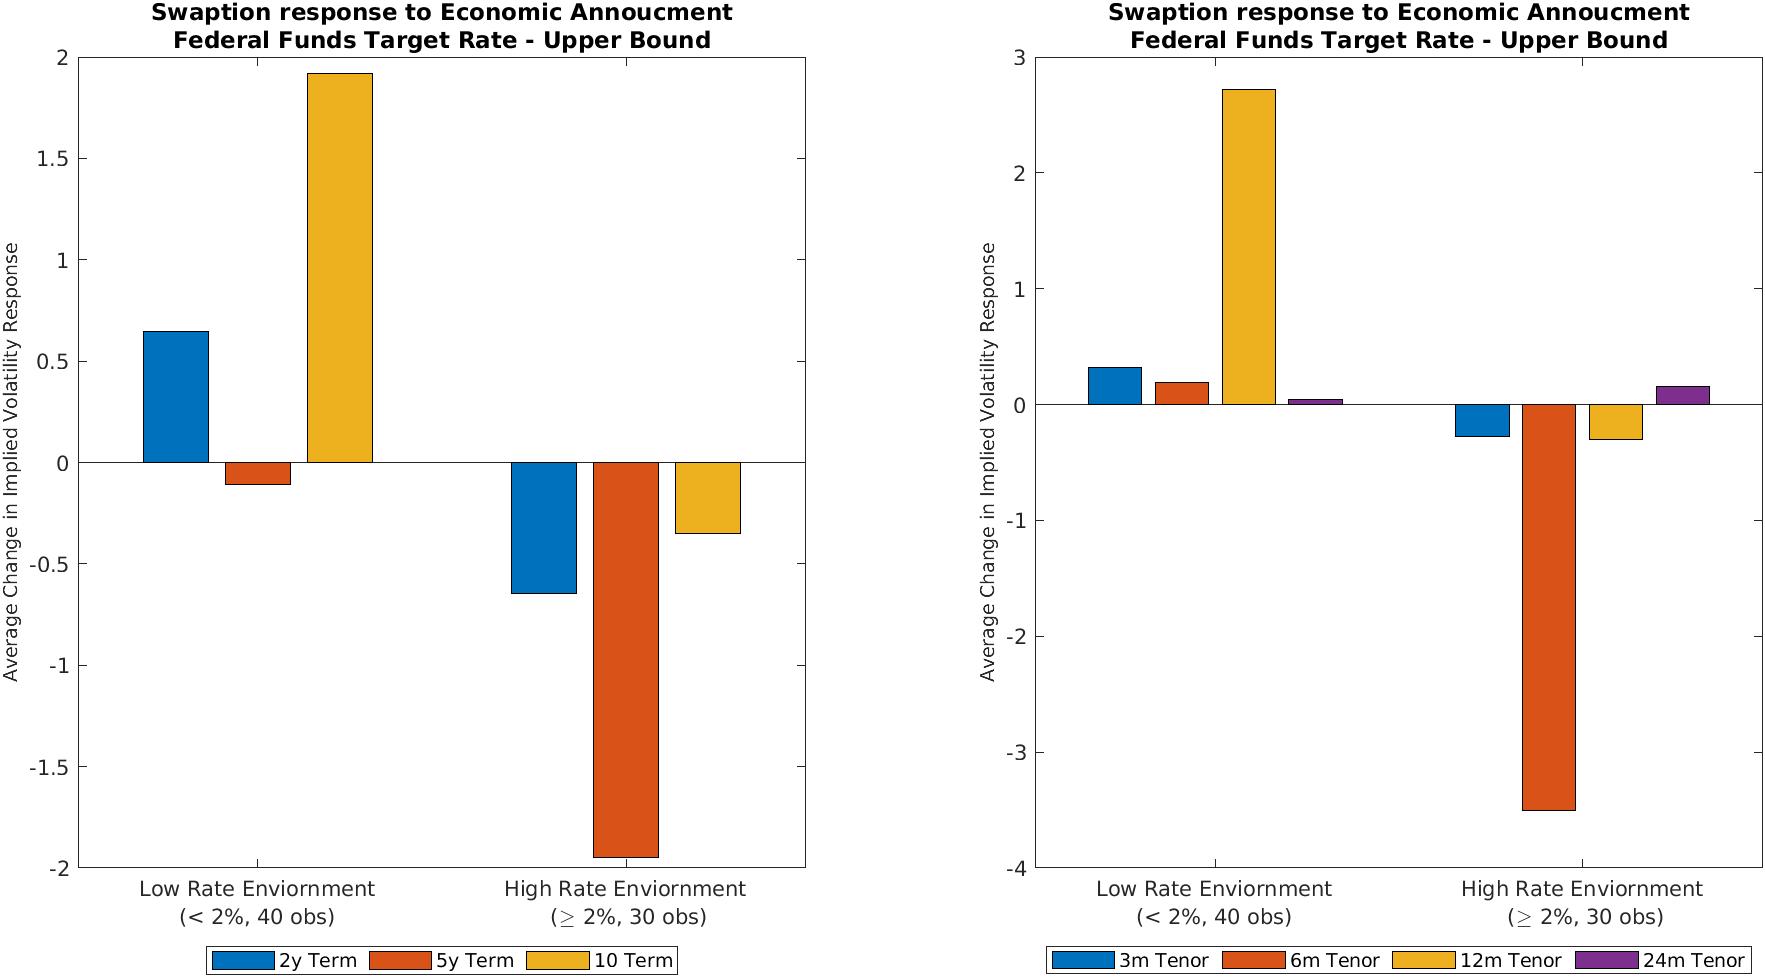 Swaption response to Economic Annoucment
Federal Funds Target Rate - Upper Bound
Average Change in Implied Volatility Response
2
1.5
1
0.5
0
-0.5
-1
-1.5
-2
Low Rate Enviornment
(< 2%, 40 obs)
High Rate Enviornment
(≥ 2%, 30 obs)
2y Term 5y Term 10 Term
Swaption response to Economic Annoucment
Federal Funds Target Rate - Upper Bound
Average Change in Implied Volatility Response
3
2
1
0
-1
-2
-3
-4
Low Rate Enviornment
(< 2%, 40 obs)
High Rate Enviornment
(≥ 2%, 30 obs)
3m Tenor 6m Tenor 12m Tenor 24m Tenor